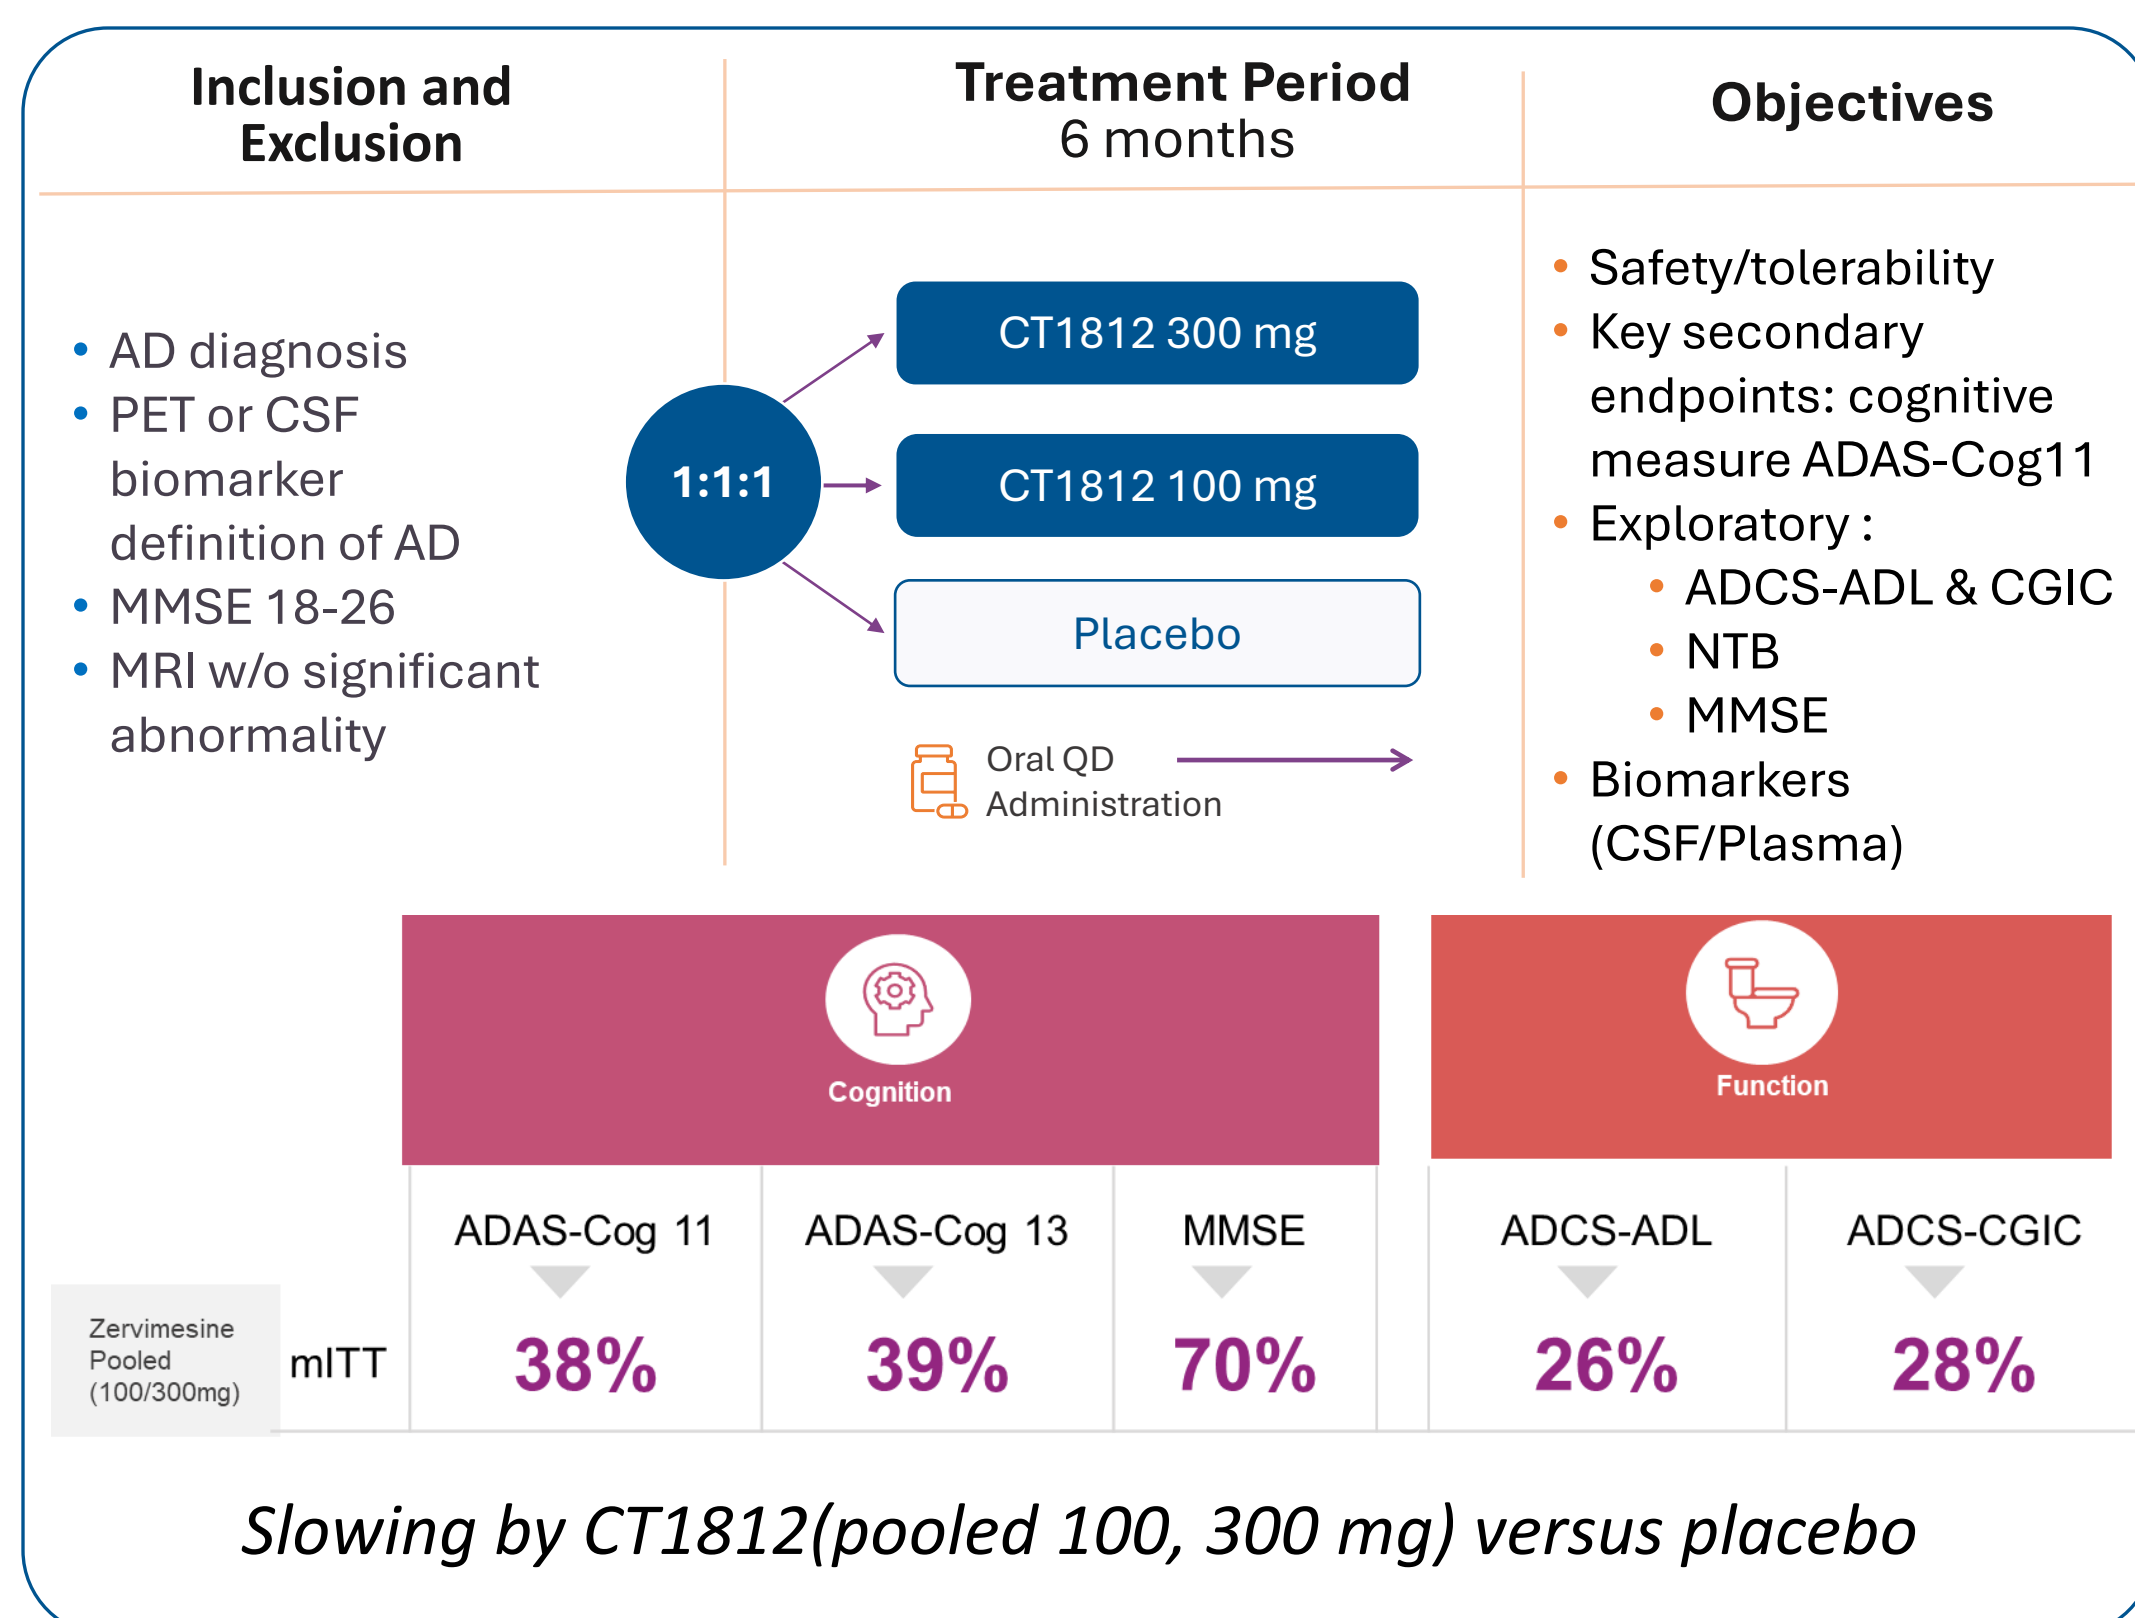 Inclusion and
Exclusion
Treatment Period
6 months
Objectives
• AD diagnosis
• PET or CSF
biomarker
definition of AD
• MMSE 18-26
• MRI w/o significant
abnormality
1:1:1
CT1812 300 mg
CT1812 100 mg
Placebo
Oral QD
Administration
• Safety/tolerability
• Key secondary
endpoints: cognitive
measure ADAS-Cog11
• Exploratory :
• ADCS-ADL & CGIC
• NTB
• MMSE
• Biomarkers
(CSF/Plasma)
Cognition
Function
ADAS-Cog 11
ADAS-Cog 13
MMSE
ADCS-ADL
ADCS-CGIC
Zervimesine
Pooled
(100/300mg)
mITT
38%
39%
70%
26%
28%
Slowing by CT1812(pooled 100, 300 mg) versus placebo